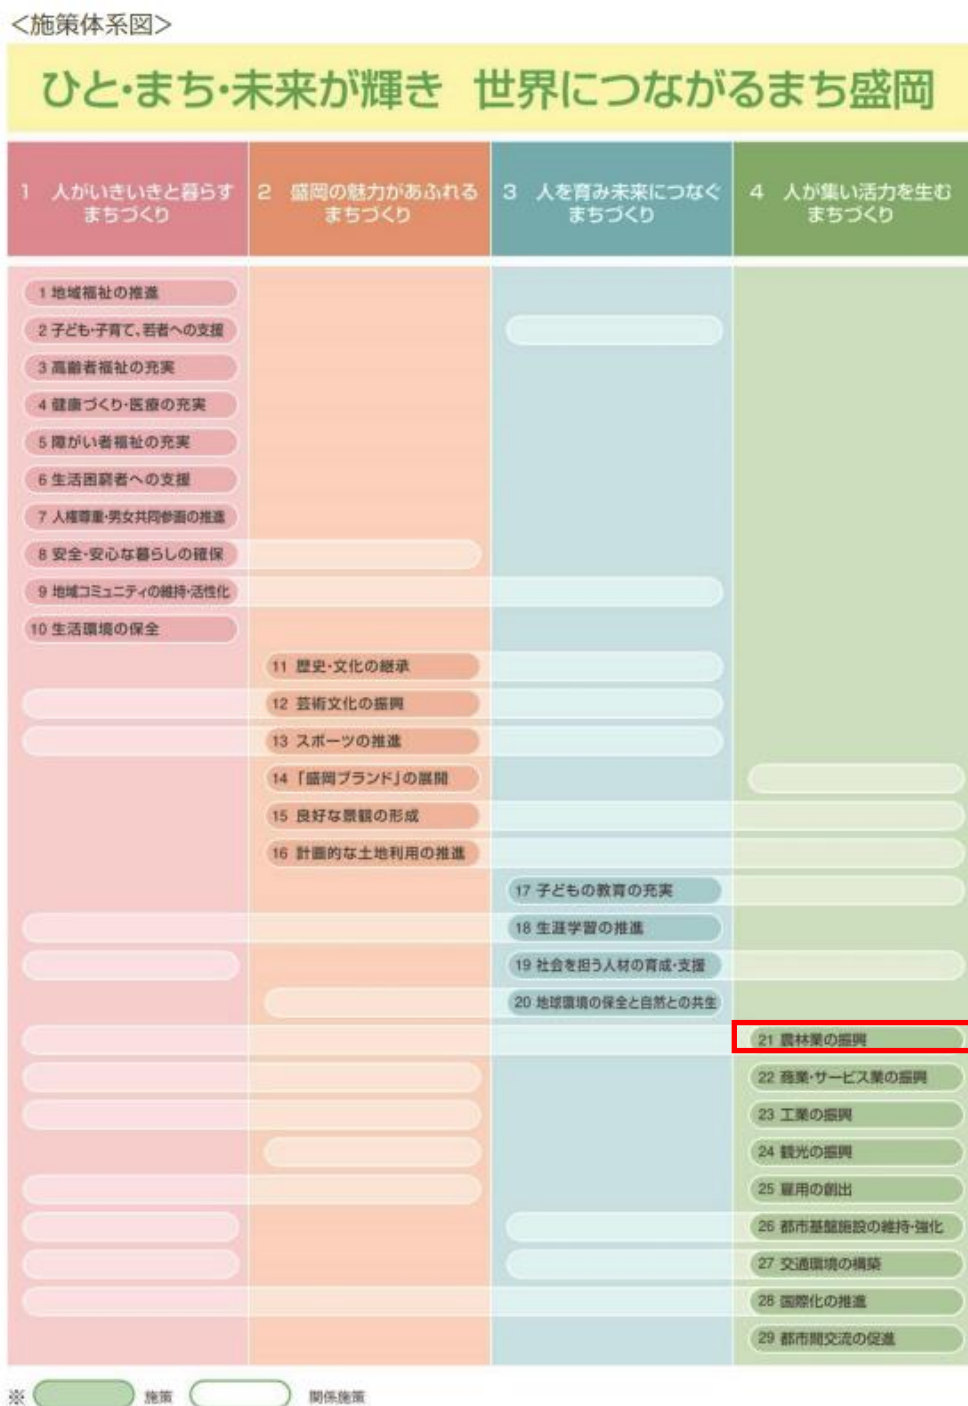 ＜施策体系図＞
ひと・まち・未来が輝き 世界につながるまち盛岡
1 人がいきいきと暮らす
まちづくり
2 盛岡の魅力があふれる
まちづくり
3 人を育み未来につなぐ
まちづくり
4 人が集い活力を生む
まちづくり
1 地域福祉の推進
2 子ども・子育て、若者への支援
3 高齢者福祉の充実
4 健康づくり・医療の充実
5 障がい者福祉の充実
6 生活困窮者への支援
7 人権尊重・男女共同参画の推進
8 安全・安心な暮らしの確保
9 地域コミュニティの維持・活性化
10 生活環境の保全
11 歴史・文化の継承
12 芸術文化の振興
13 スポーツの推進
14 「盛岡ブランド」の展開
15 良好な景観の形成
16 計画的な土地利用の推進
17 子どもの教育の充実
18 生涯学習の推進
19 社会を担う人材の育成・支援
20 地球環境の保全と自然との共生
21 農林業の振興
22 商業・サービス業の振興
23 工業の振興
24 観光の振興
25 雇用の創出
26 都市基盤施設の維持・強化
27 交通環境の構築
28 国際化の推進
29 都市間交流の促進
※ 施策 関係施策